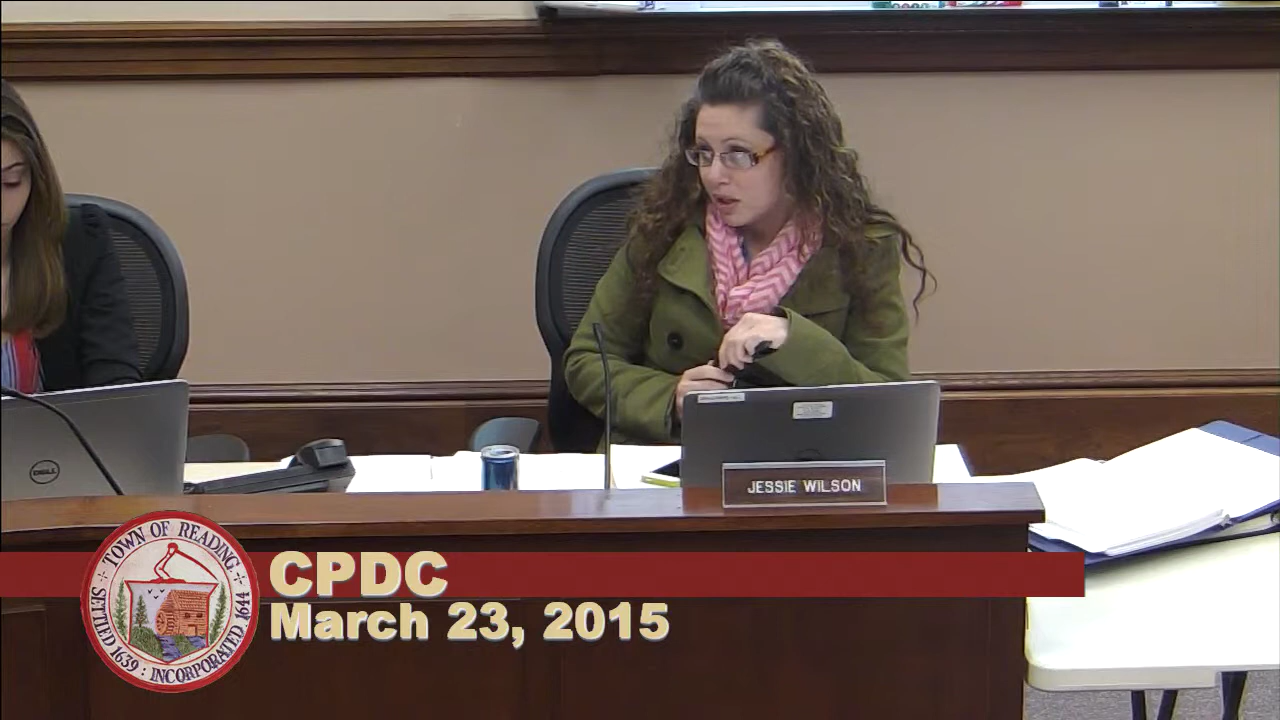 DELL
JESSIE WILSON
TOWN OF READING
SETTLED 1639 : INCORPORATED 1644
CPDC
March 23, 2015